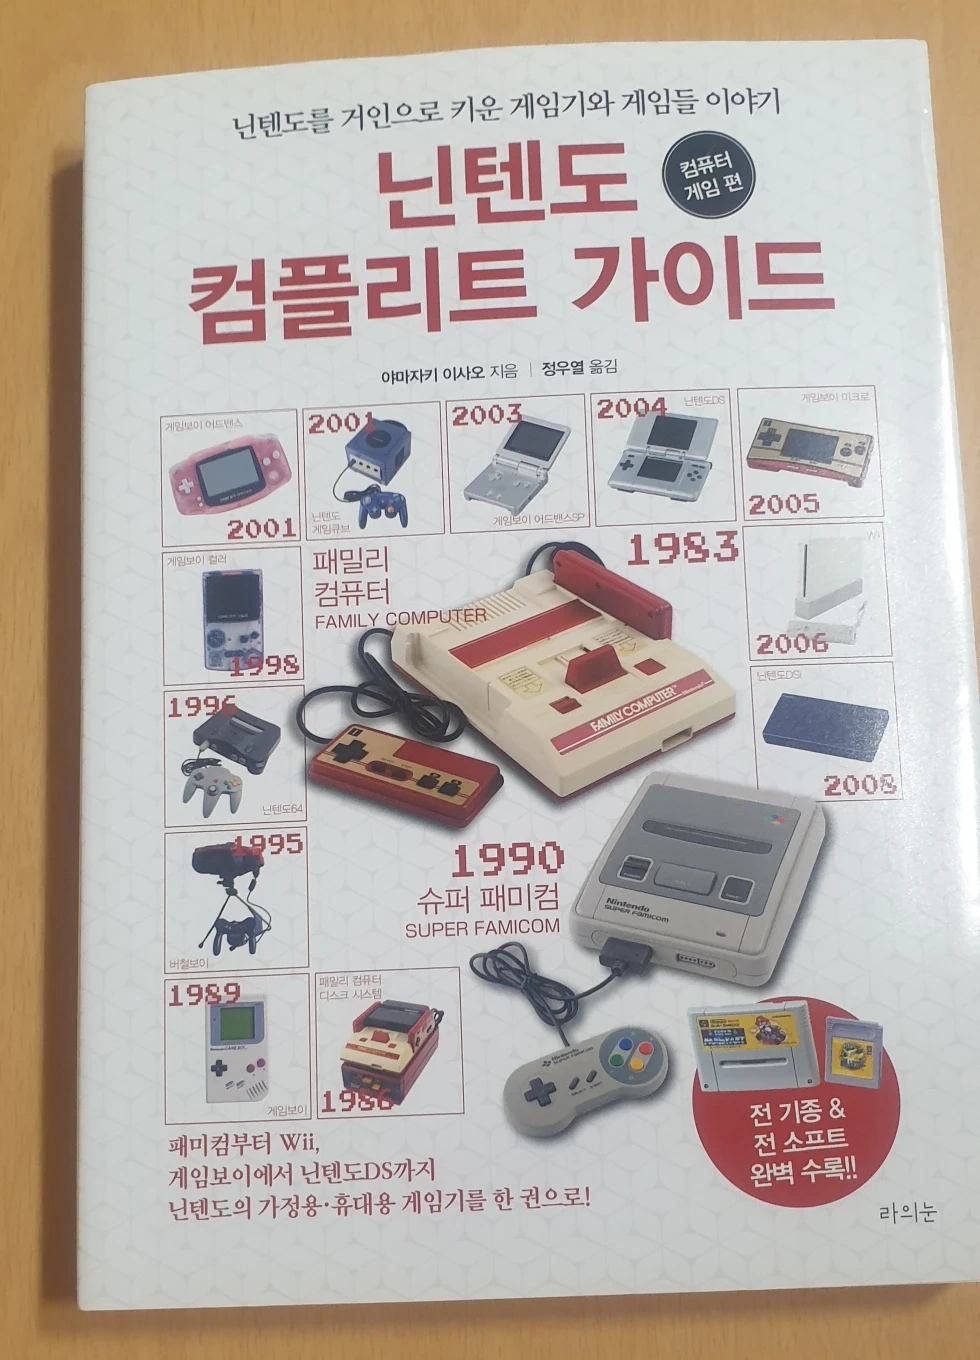 닌텐도를 거인으로 키운 게임기와 게임들 이야기
닌텐도
컴퓨터
게임 편
컴플리트 가이드
야마자키 이사오 지음 | 정우열 옮김
게임보이 어드밴스
2001
2001
닌텐도
게임큐브
2003
게임보이 어드밴스SP
2004
닌텐도DS
게임보이 미크로
2005
게임보이 컬러
1998
패밀리
컴퓨터
FAMILY COMPUTER
1983
FAMILY COMPUTER
Wii
2006
1996
닌텐도64
닌텐도DSi
2008
1995
버철보이
1990
슈퍼 패미컴
SUPER FAMICOM
Nintendo
SUPER FAMICOM
1989
게임보이
패밀리 컴퓨터
디스크 시스템
1986
전 기종 &
전 소프트
완벽 수록!!
패미컴부터 Wii,
게임보이에서 닌텐도DS까지
닌텐도의 가정용·휴대용 게임기를 한 권으로!
라의눈